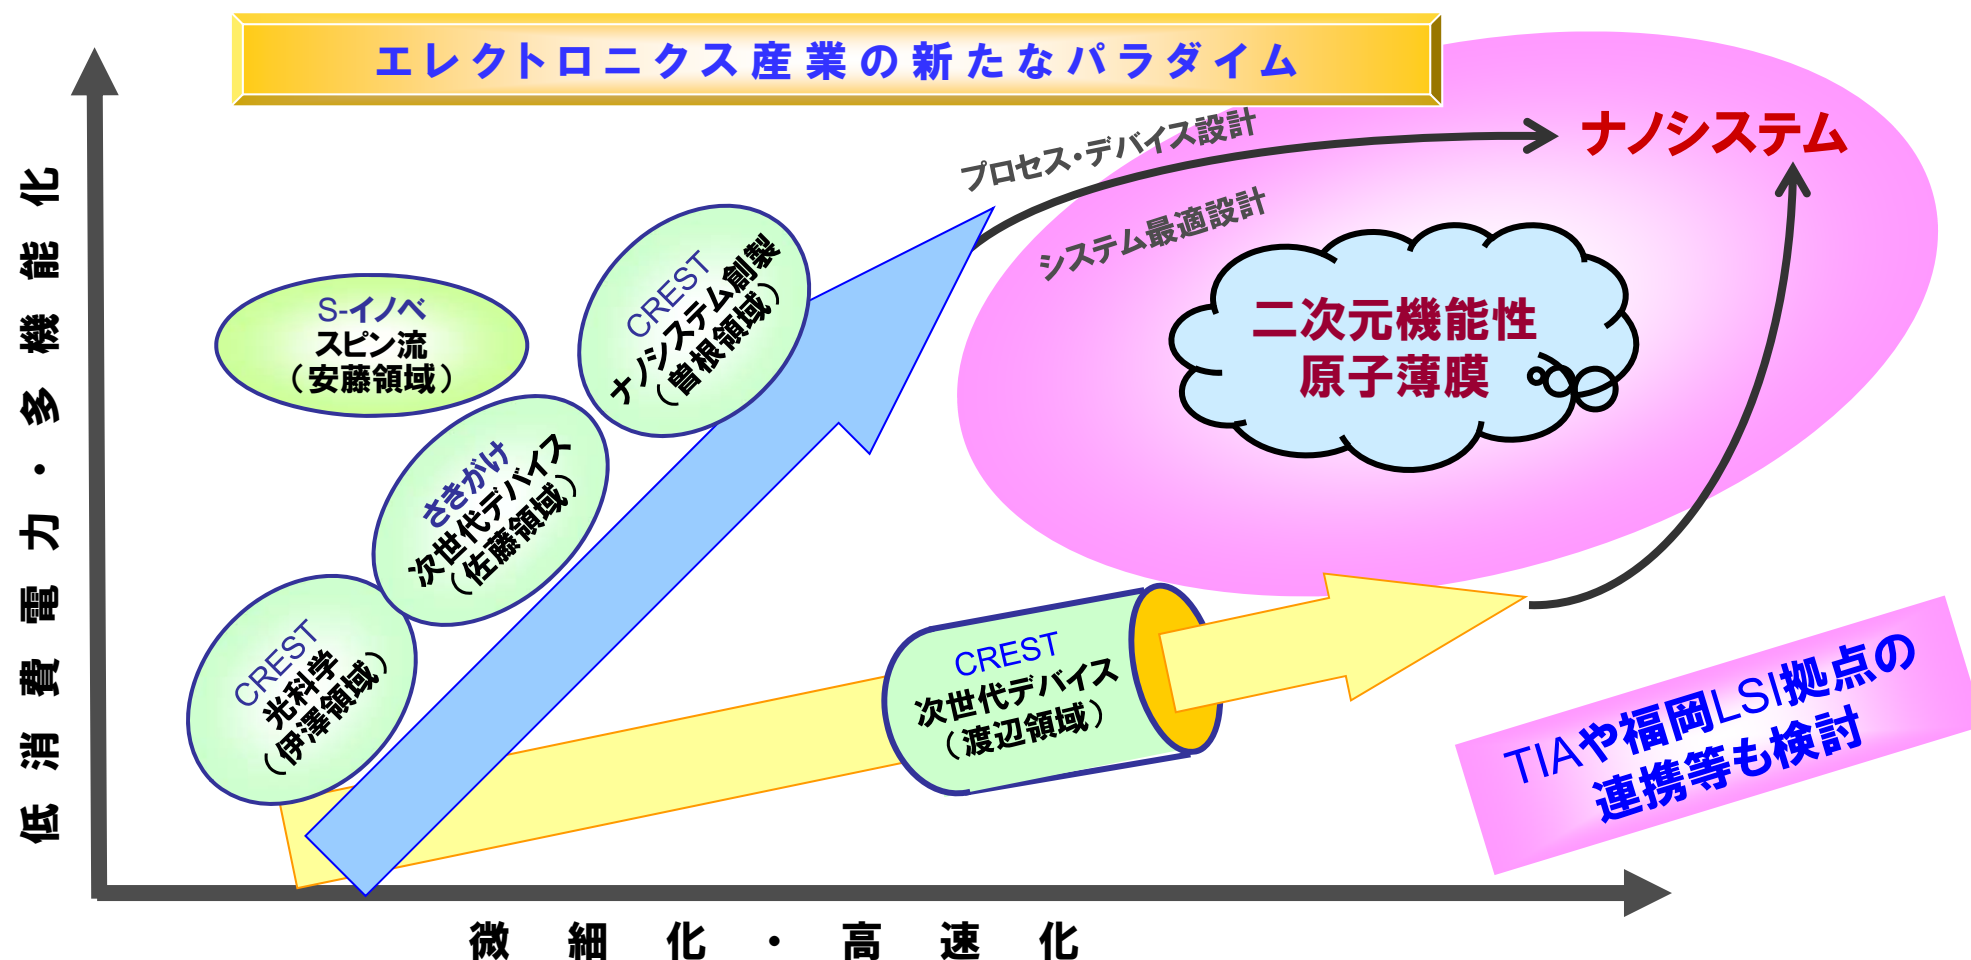 エレクトロニクス産業の新たなパラダイム
低消費電力・多機能化
プロセス・デバイス設計
システム最適設計
ナノシステム
二次元機能性
原子薄膜
CREST
ナノシステム創製
（曽根領域）
S-イノベ
スピン流
（安藤領域）
さきがけ
次世代デバイス
（佐藤領域）
CREST
光科学
（伊澤領域）
CREST
次世代デバイス
（渡辺領域）
TIAや福岡LSI拠点の
連携等も検討
微細化・高速化